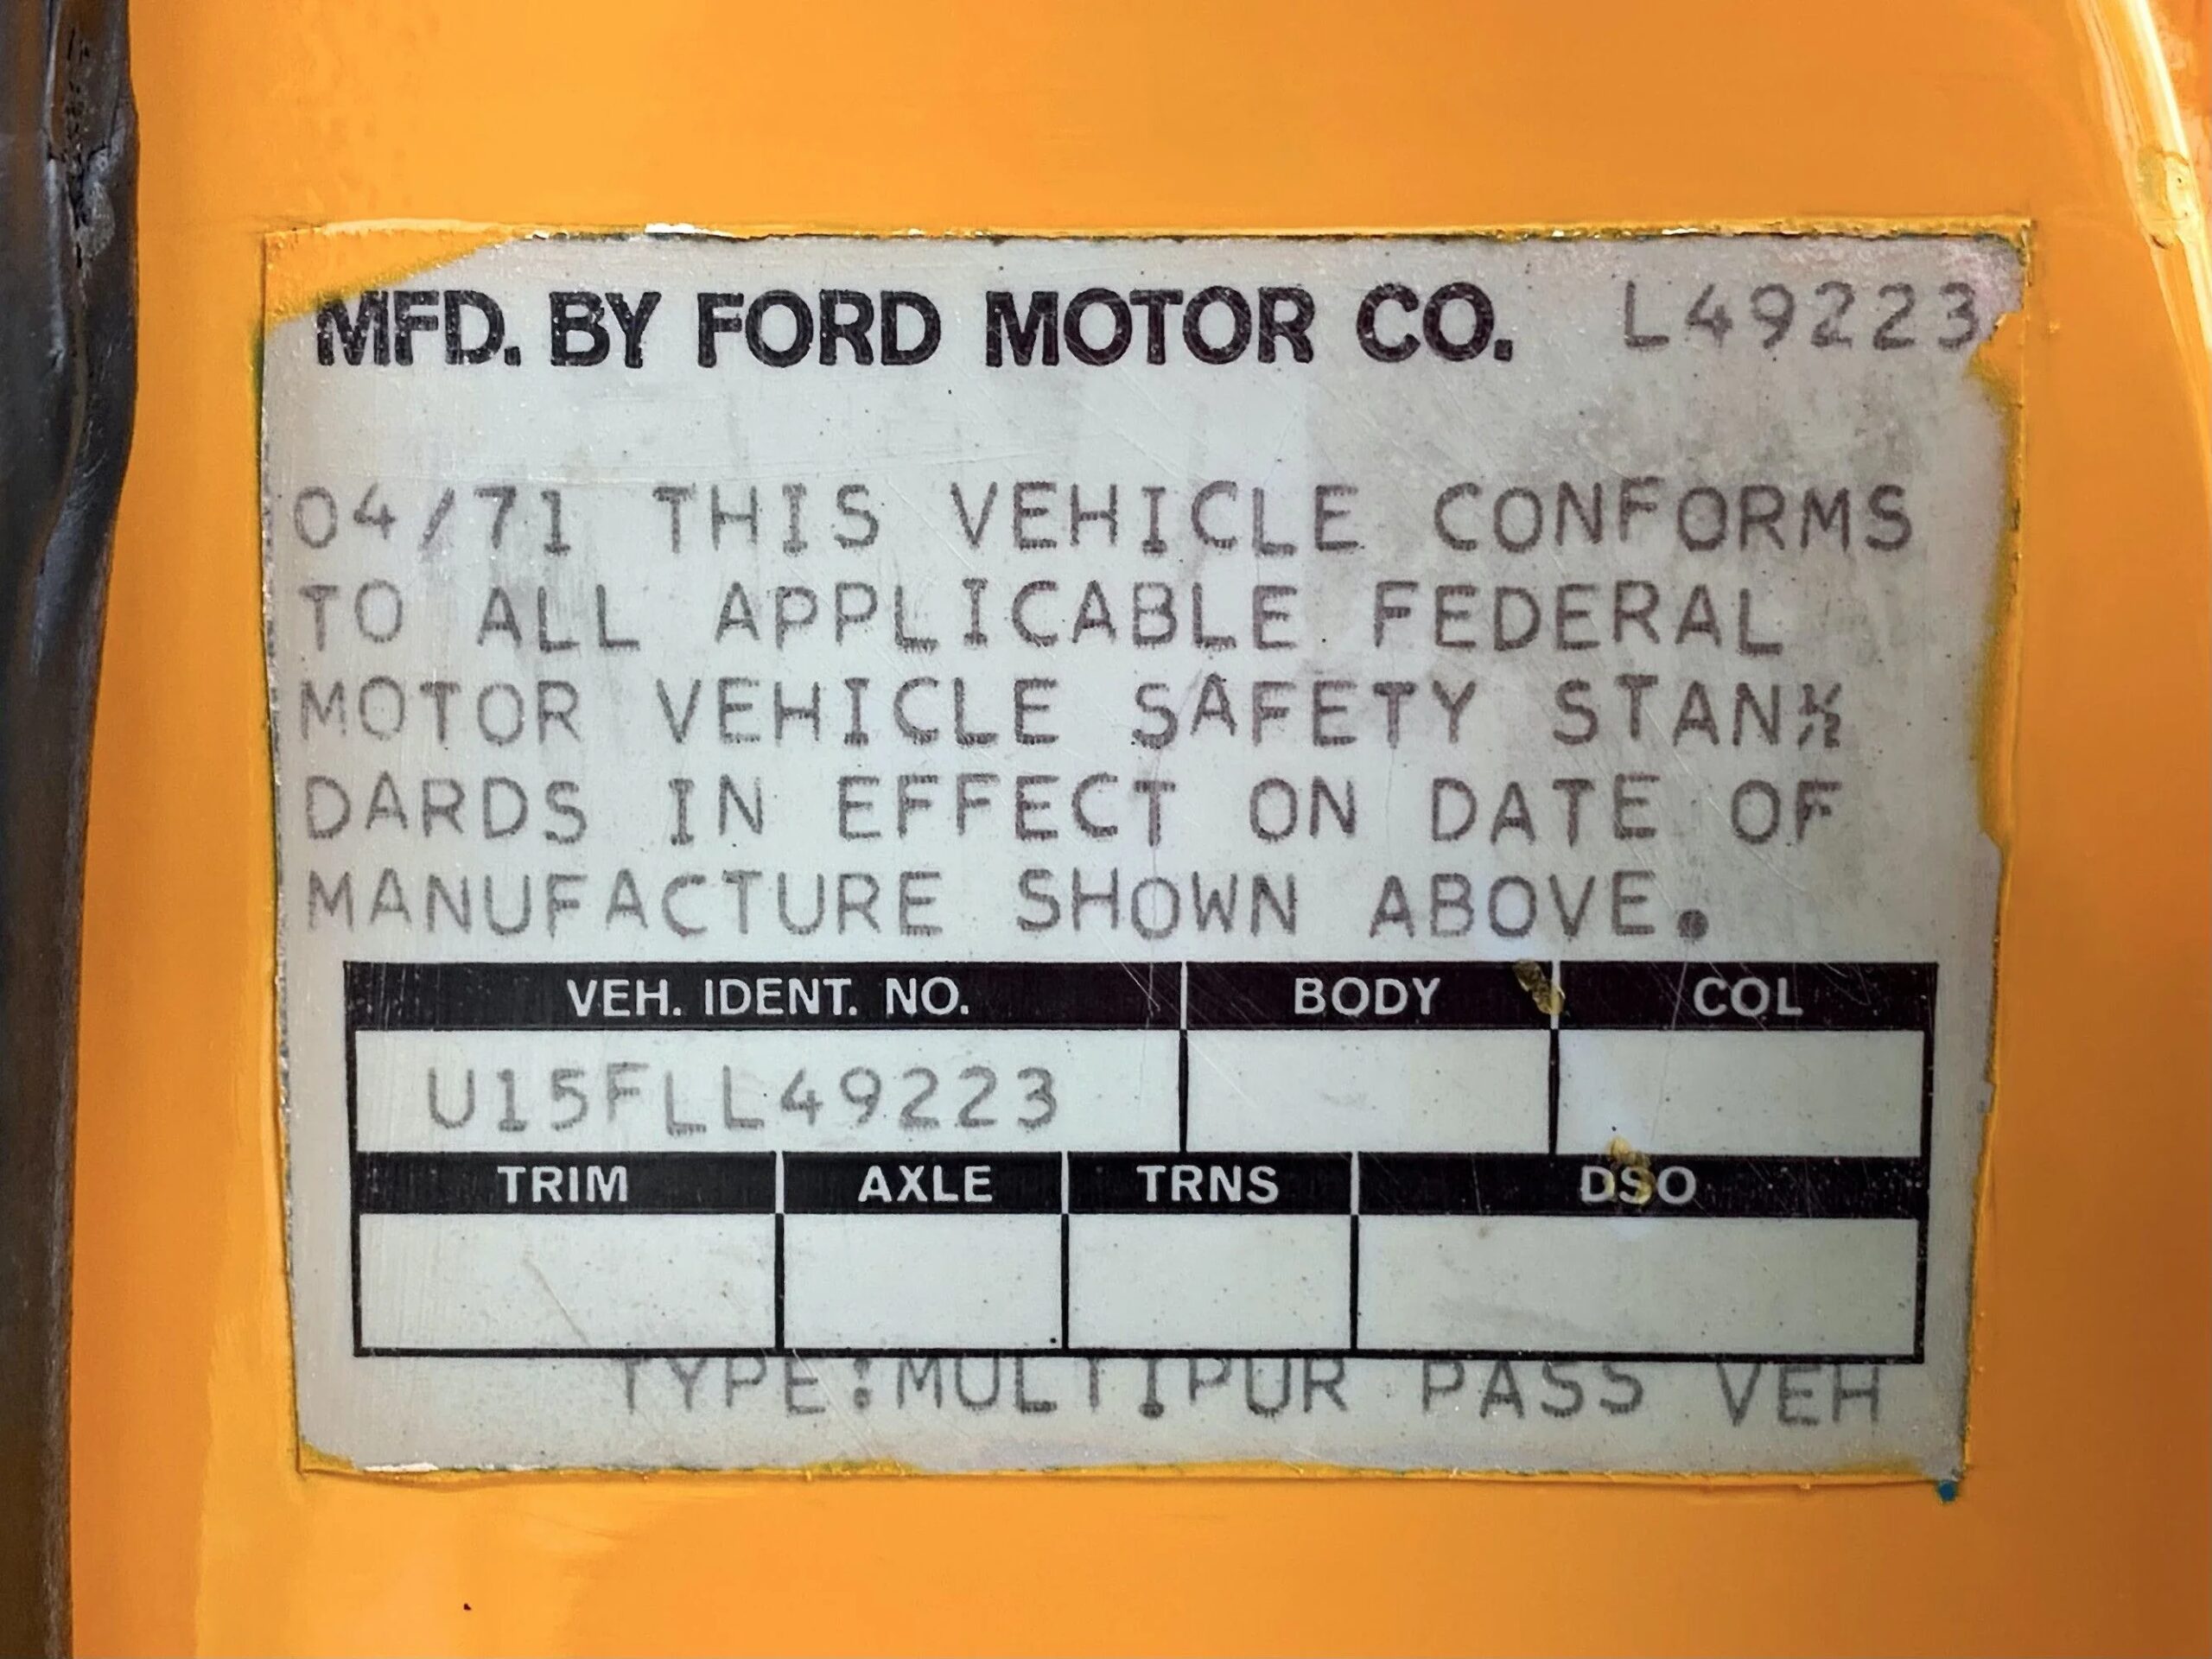 MFD. BY FORD MOTOR CO. L49223
04/71 THIS VEHICLE CONFORMS
TO ALL APPLICABLE FEDERAL
MOTOR VEHICLE SAFETY STAN½
DARDS IN EFFECT ON DATE OF
MANUFACTURE SHOWN ABOVE.
VEH. IDENT. NO. BODY COL
U15FLL49223
TRIM AXLE TRNS DSO
TYPE:MULTIPUR PASS VEH